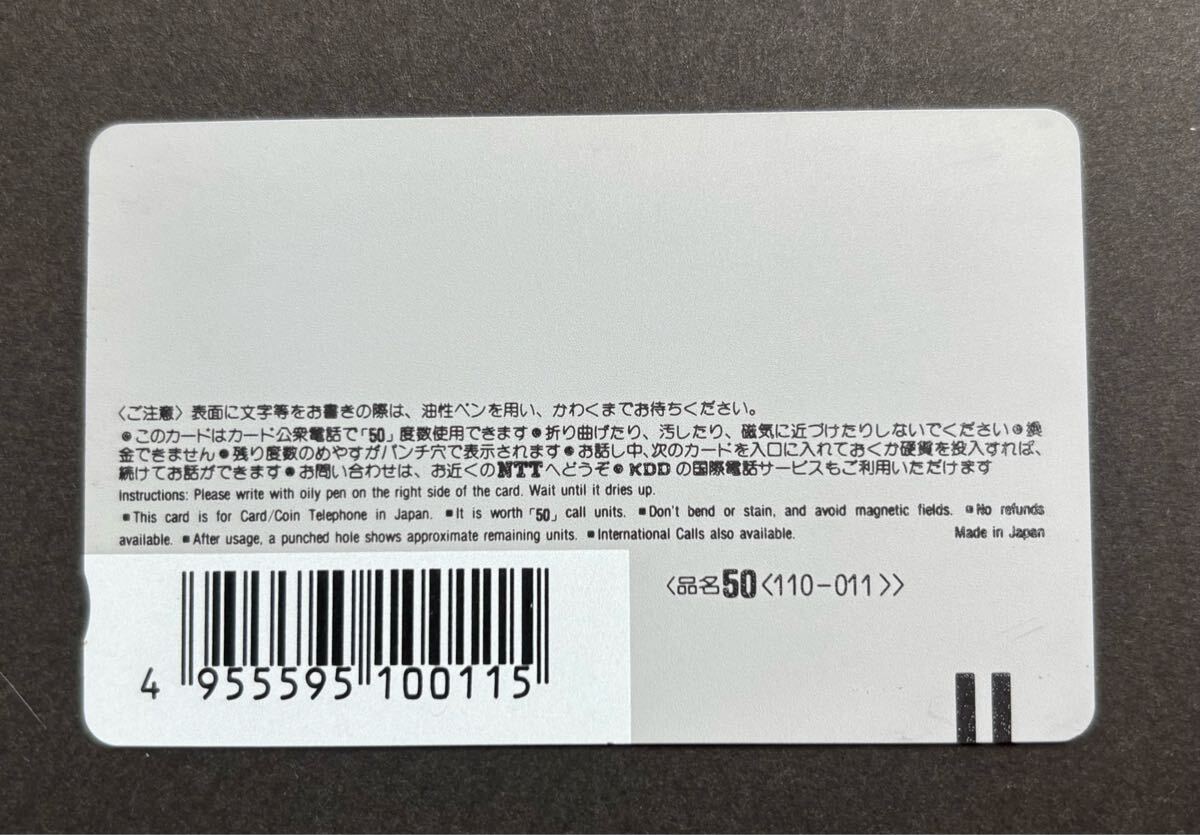 〈ご注意〉表面に文字等をお書きの際は、油性ペンを用い、かわくまでお待ちください。
●このカードはカード公衆電話で「50」度数使用できます●折り曲げたり、汚したり、磁気に近づけたりしないでください●換
金できません●残り度数のめやすがパンチ穴で表示されます●お話し中、次のカードを入口に入れておくか硬貨を投入すれば、
続けてお話ができます●お問い合わせは、お近くのNTTへどうぞ●KDDの国際電話サービスもご利用いただけます
Instructions: Please write with oily pen on the right side of the card. Wait until it dries up.
■This card is for Card/Coin Telephone in Japan. ■It is worth「50」call units. ■Don't bend or stain, and avoid magnetic fields. ■No refunds
available. ■After usage, a punched hole shows approximate remaining units. ■International Calls also available. Made in Japan
〈品名50〈110-011〉〉
4 955595 100115